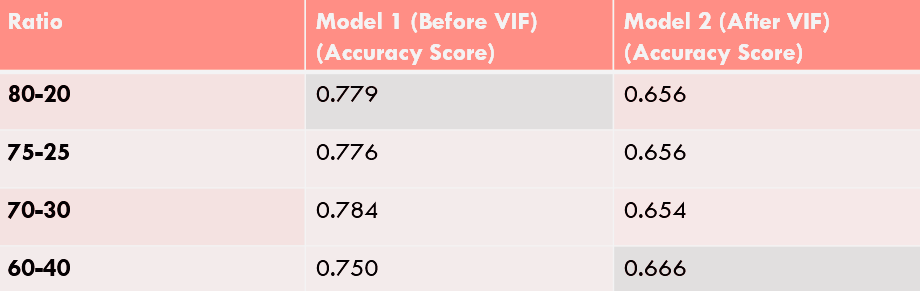 Ratio
Model 1 (Before VIF)
(Accuracy Score)
Model 2 (After VIF)
(Accuracy Score)
80-20 0.779 0.656
75-25 0.776 0.656
70-30 0.784 0.654
60-40 0.750 0.666